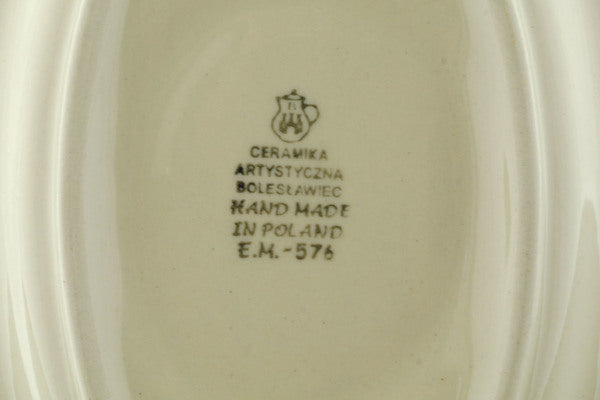 B
CERAMIKA
ARTYSTYCZNA
BOLESŁAWIEC
HAND MADE
IN POLAND
E.M.-576